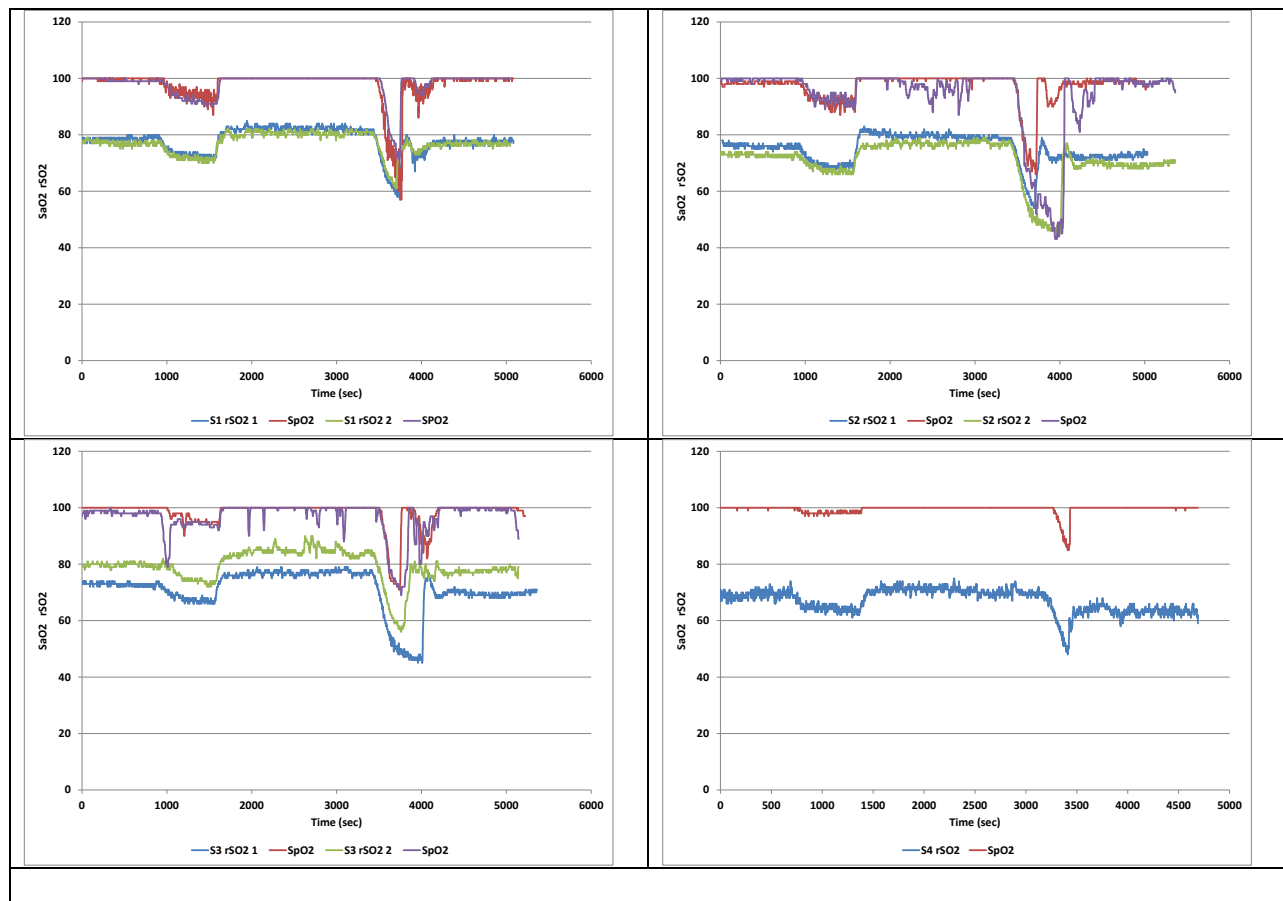 120
100
80
60
40
20
0
SaO2 rSO2
0 1000 2000 3000 4000 5000 6000
Time (sec)
S1 rSO2 1 SpO2 S1 rSO2 2 SPO2
120
100
80
60
40
20
0
SaO2 rSO2
0 1000 2000 3000 4000 5000 6000
Time (sec)
S2 rSO2 1 SpO2 S2 rSO2 2 SpO2
120
100
80
60
40
20
0
SaO2 rSO2
0 1000 2000 3000 4000 5000 6000
Time (sec)
S3 rSO2 1 SpO2 S3 rSO2 2 SpO2
120
100
80
60
40
20
0
SaO2 rSO2
0 500 1000 1500 2000 2500 3000 3500 4000 4500 5000
Time (sec)
S4 rSO2 SpO2